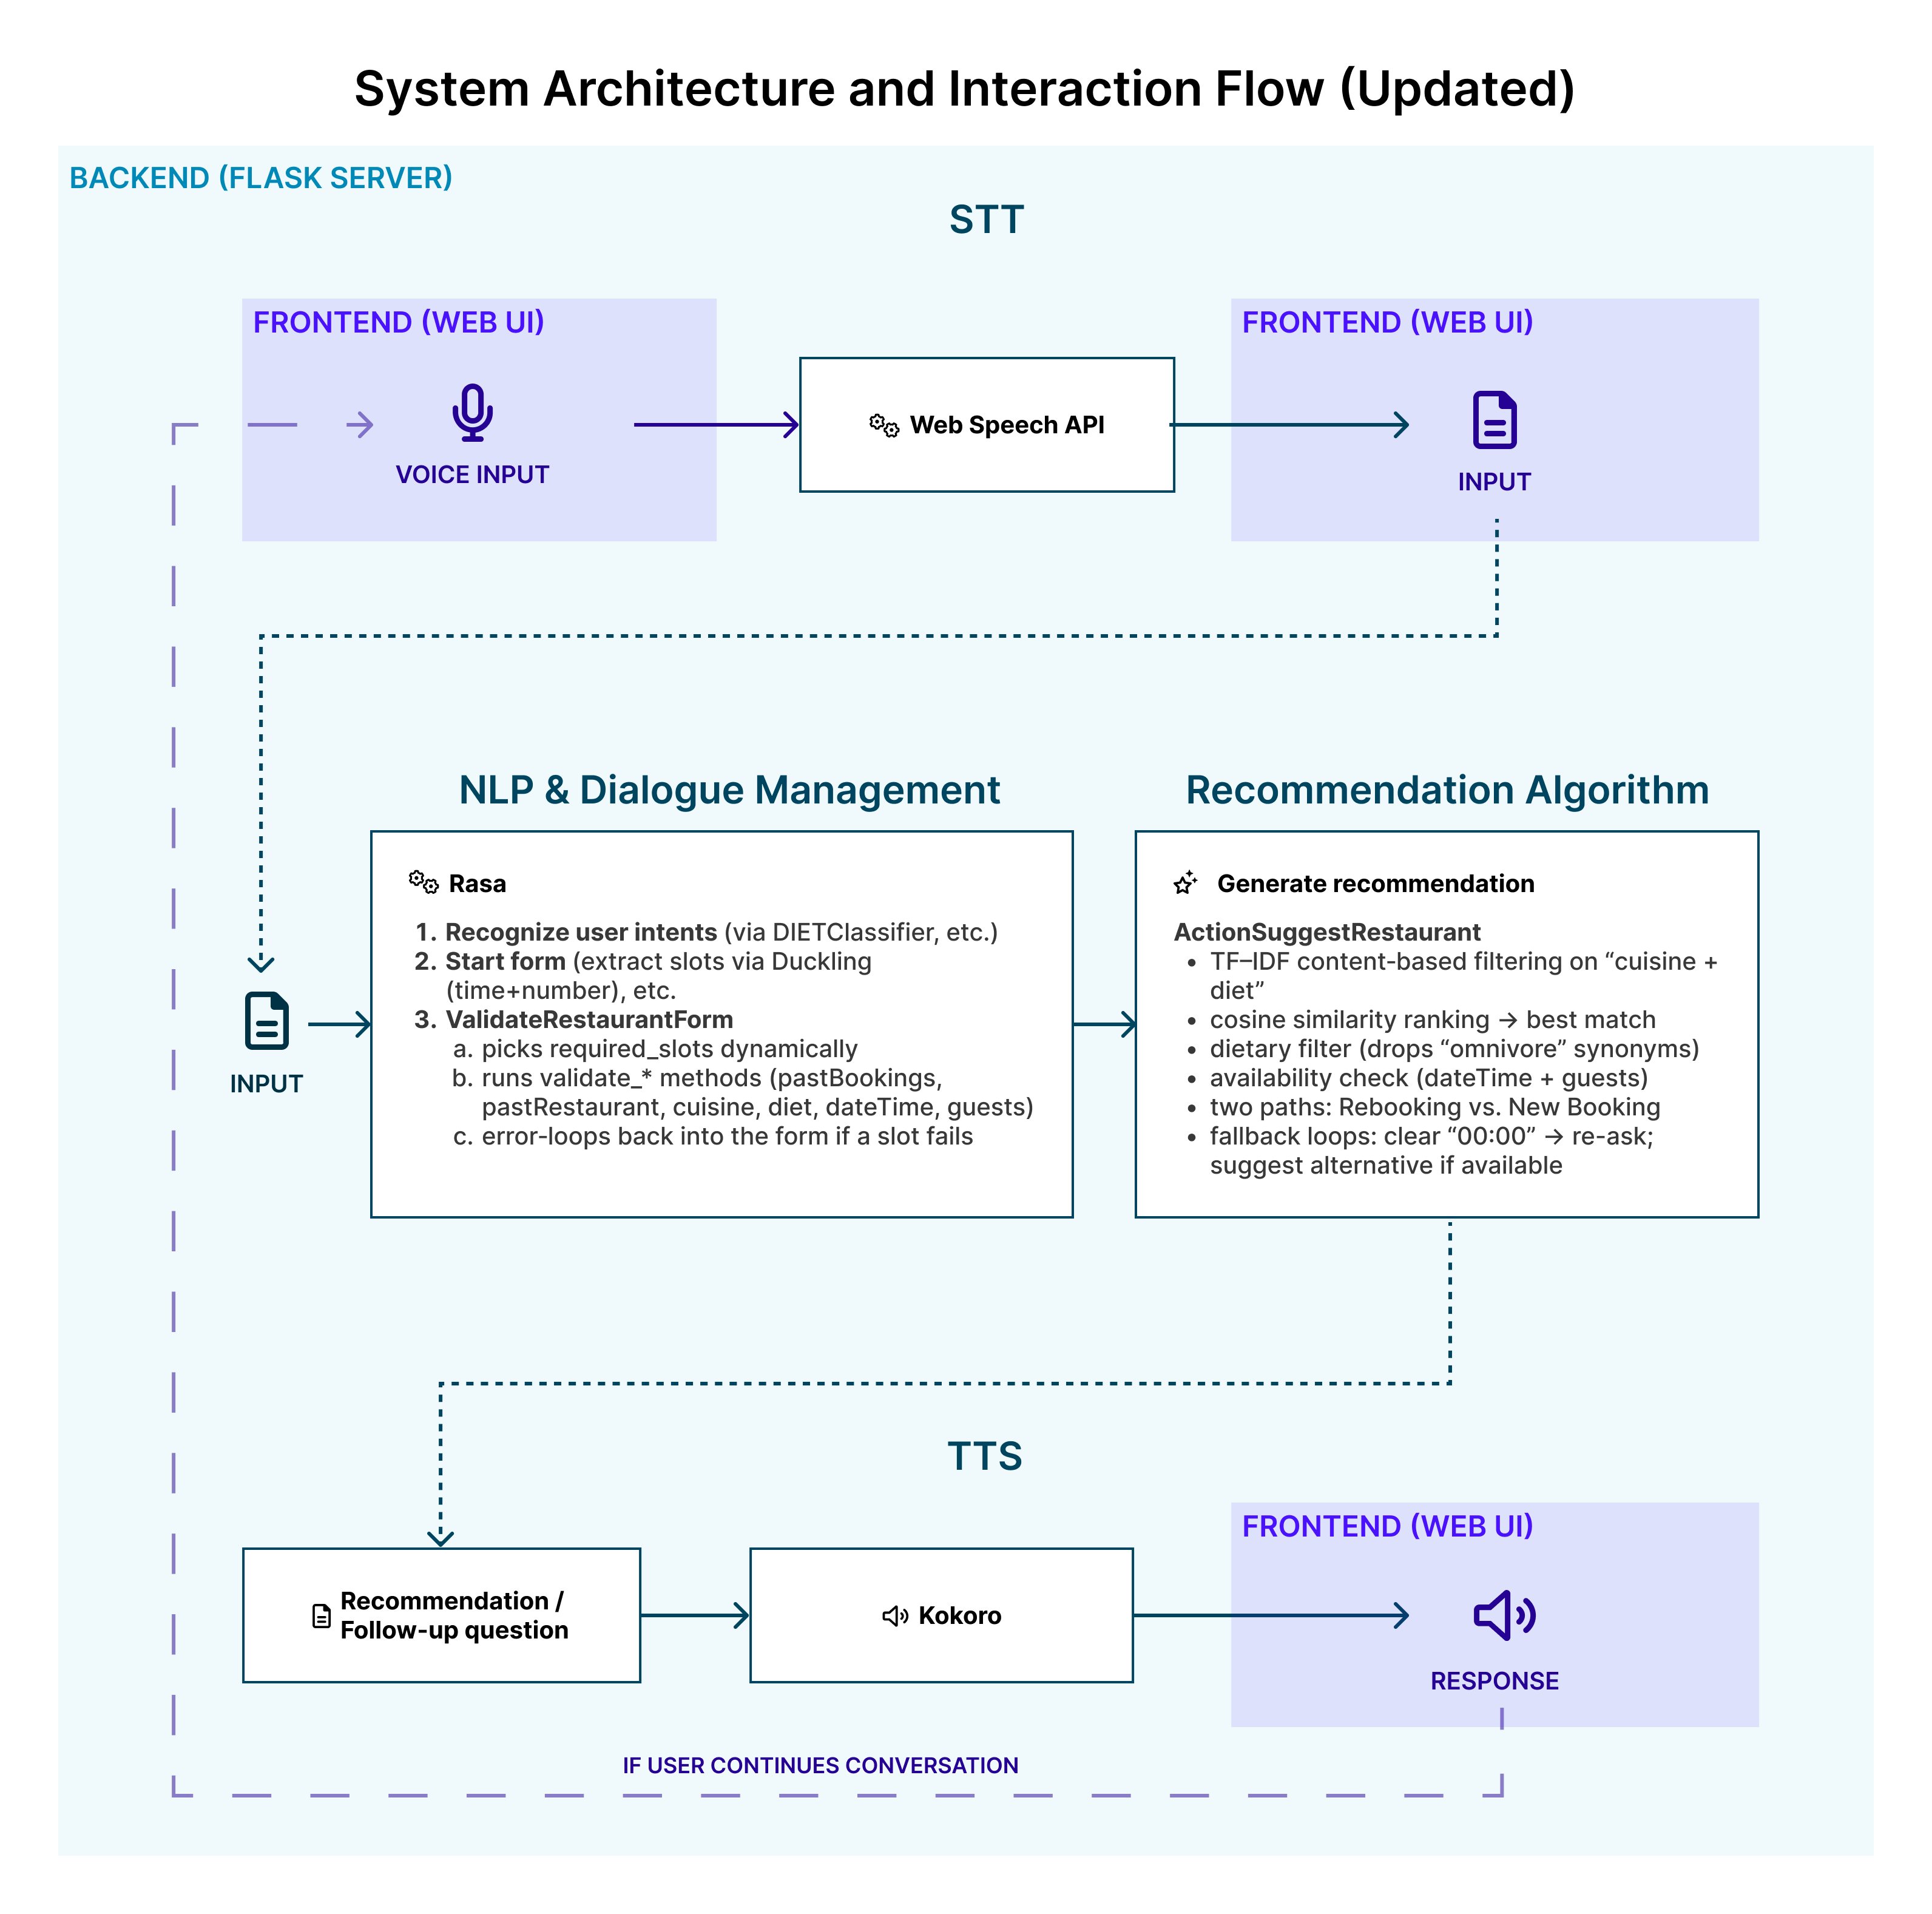 System Architecture and Interaction Flow (Updated)
BACKEND (FLASK SERVER)
STT
FRONTEND (WEB UI)
VOICE INPUT
Web Speech API
FRONTEND (WEB UI)
INPUT
NLP & Dialogue Management
INPUT
Rasa
1. Recognize user intents (via DIETClassifier, etc.)
2. Start form (extract slots via Duckling
(time+number), etc.
3. ValidateRestaurantForm
a. picks required_slots dynamically
b. runs validate_* methods (pastBookings,
pastRestaurant, cuisine, diet, dateTime, guests)
c. error-loops back into the form if a slot fails
Recommendation Algorithm
Generate recommendation
ActionSuggestRestaurant
• TF–IDF content-based filtering on “cuisine +
diet”
• cosine similarity ranking → best match
• dietary filter (drops “omnivore” synonyms)
• availability check (dateTime + guests)
• two paths: Rebooking vs. New Booking
• fallback loops: clear “00:00” → re-ask;
suggest alternative if available
TTS
Recommendation /
Follow-up question
Kokoro
FRONTEND (WEB UI)
RESPONSE
IF USER CONTINUES CONVERSATION